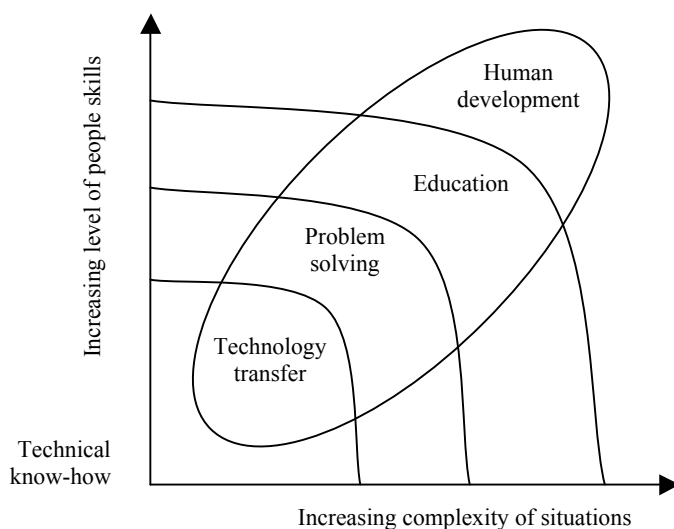 Increasing level of people skills
Human
development
Education
Problem
solving
Technology
transfer
Technical
know-how
Increasing complexity of situations